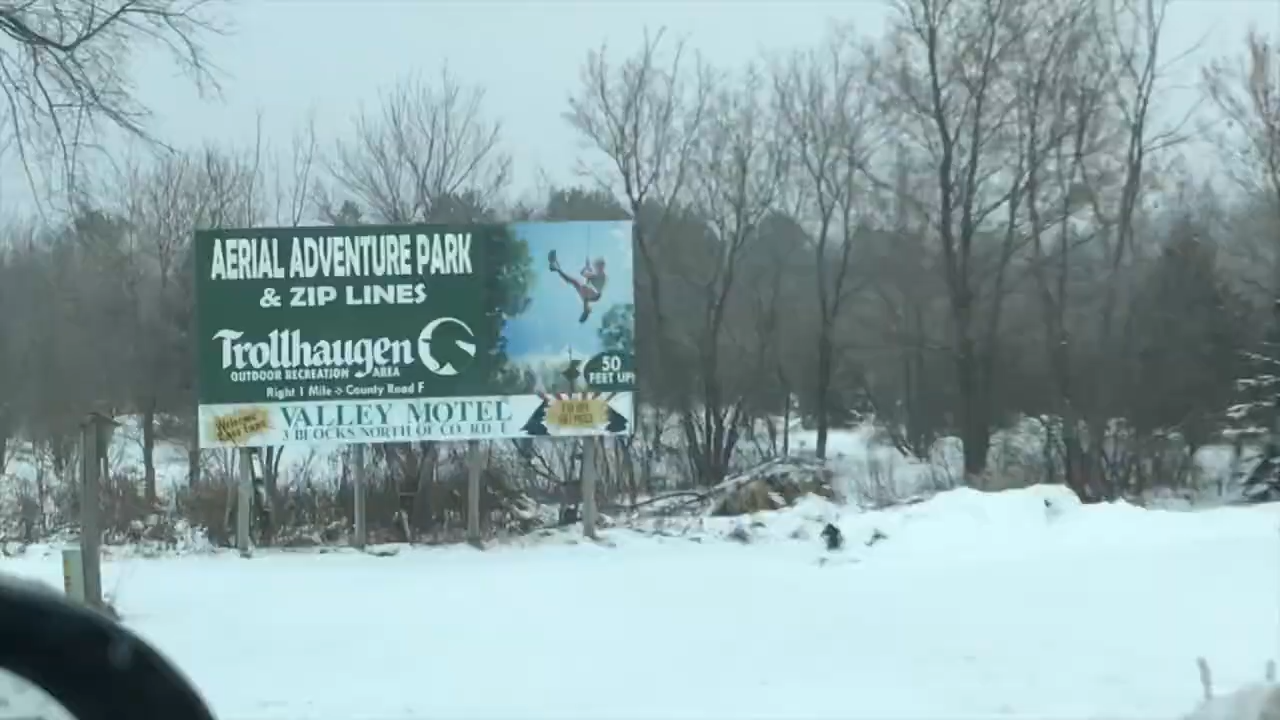 AERIAL ADVENTURE PARK
& ZIP LINES
Trollhaugen
OUTDOOR RECREATION AREA
Right 1 Mile -> County Road F
50
FEET UP!
Welcome
VALLEY MOTEL
3 BLOCKS NORTH OF CO. RD. F